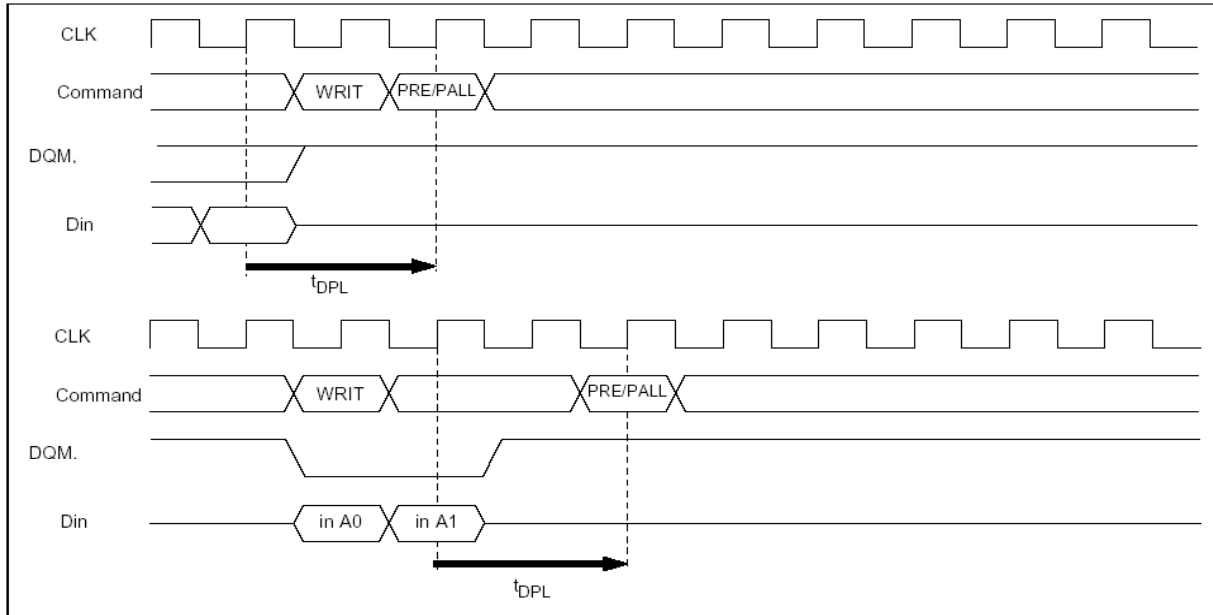 CLK
Command WRIT PRE/PALL
DQM,
Din
tDPL
CLK
Command WRIT PRE/PALL
DQM.
Din in A0 in A1
tDPL